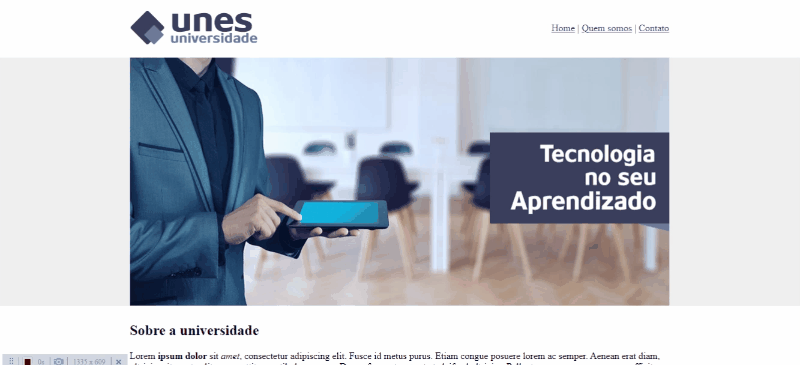 unes
universidade
Home | Quem somos | Contato
Tecnologia
no seu
Aprendizado
Sobre a universidade
Lorem ipsum dolor sit amet, consectetur adipiscing elit. Fusce id metus purus. Etiam congue posuere lorem ac semper. Aenean erat diam,
0s 1335 x 609